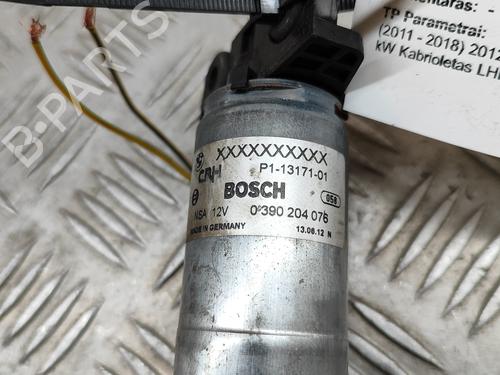 TP Parametrai:
(2011 - 2018) 2012
kW Kabrioletas
XXXXXXXXXX
P1-13171-01
BOSCH
058
12V 0 390 204 076
MADE IN GERMANY 13.06.12 N
B-PARTS